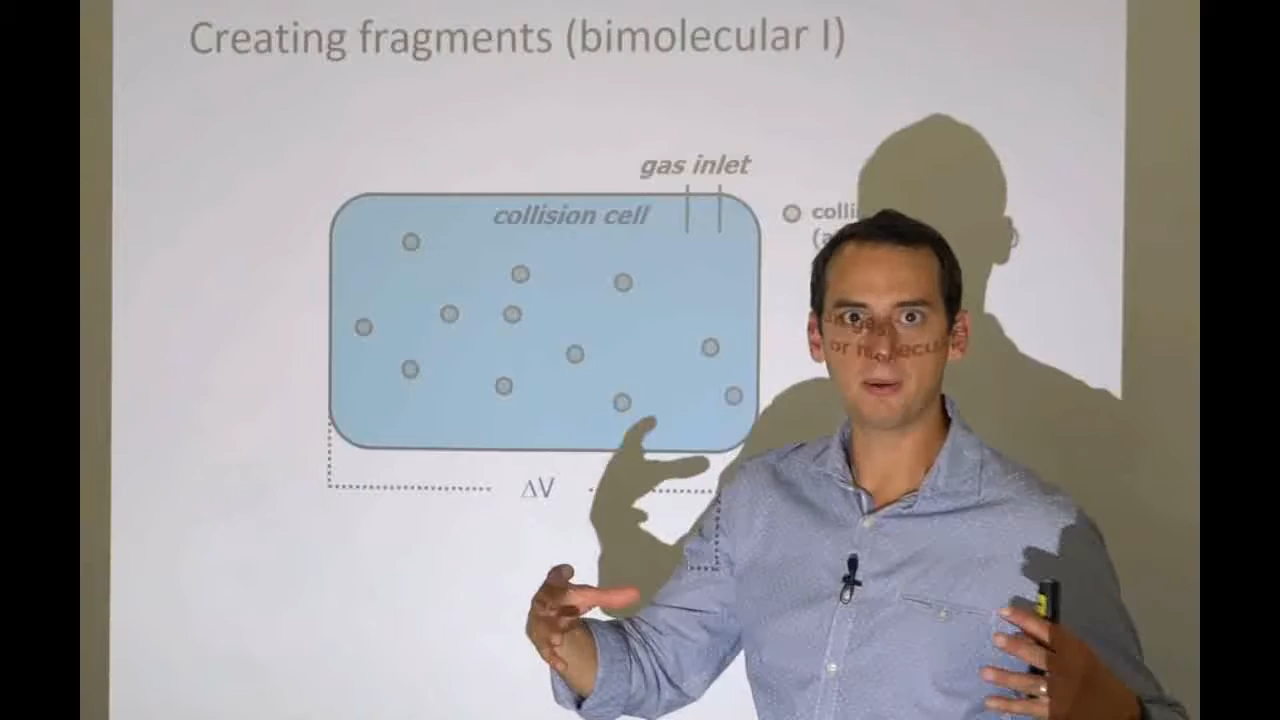 Creating fragments (bimolecular I)
gas inlet
collision cell
ΔV